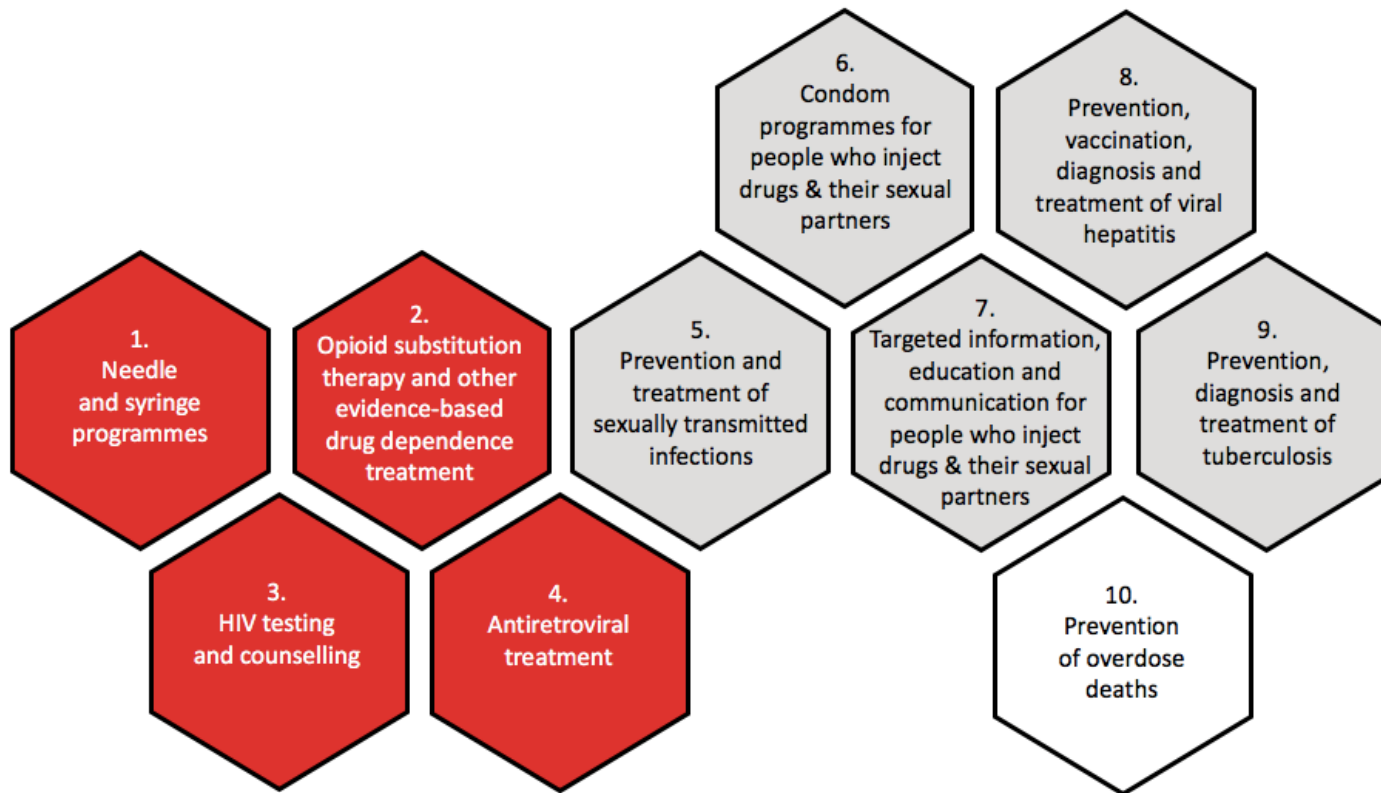 1.
Needle
and syringe
programmes
2.
Opioid substitution
therapy and other
evidence-based
drug dependence
treatment
3.
HIV testing
and counselling
4.
Antiretroviral
treatment
5.
Prevention and
treatment of
sexually transmitted
infections
6.
Condom
programmes for
people who inject
drugs & their sexual
partners
7.
Targeted information,
education and
communication for
people who inject
drugs & their sexual
partners
8.
Prevention,
vaccination,
diagnosis and
treatment of viral
hepatitis
9.
Prevention,
diagnosis and
treatment of
tuberculosis
10.
Prevention
of overdose
deaths